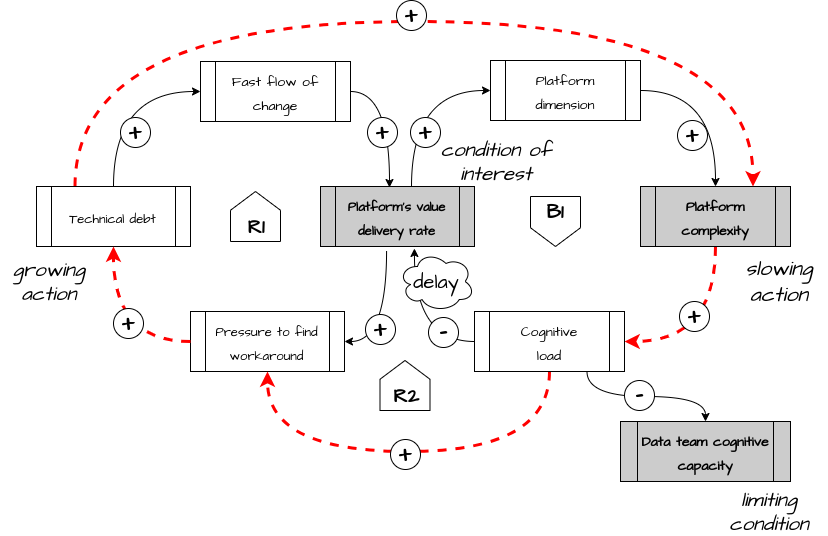 +
Fast flow of
change
Platform
dimension
+
+
+
+
condition of
interest
Technical debt
R1
Platform's value
delivery rate
B1
Platform
complexity
growing
action
delay
slowing
action
+
Pressure to find
workaround
+
-
Cognitive
load
+
R2
-
+
Data team cognitive
capacity
limiting
condition